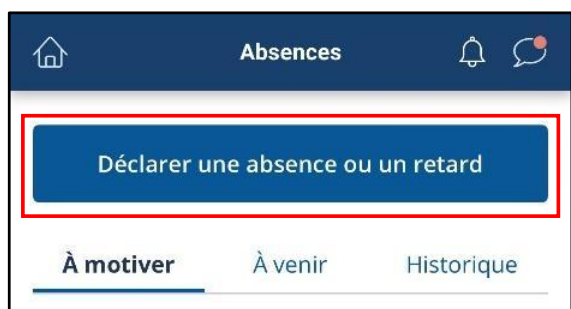 Absences
Déclarer une absence ou un retard
À motiver À venir Historique